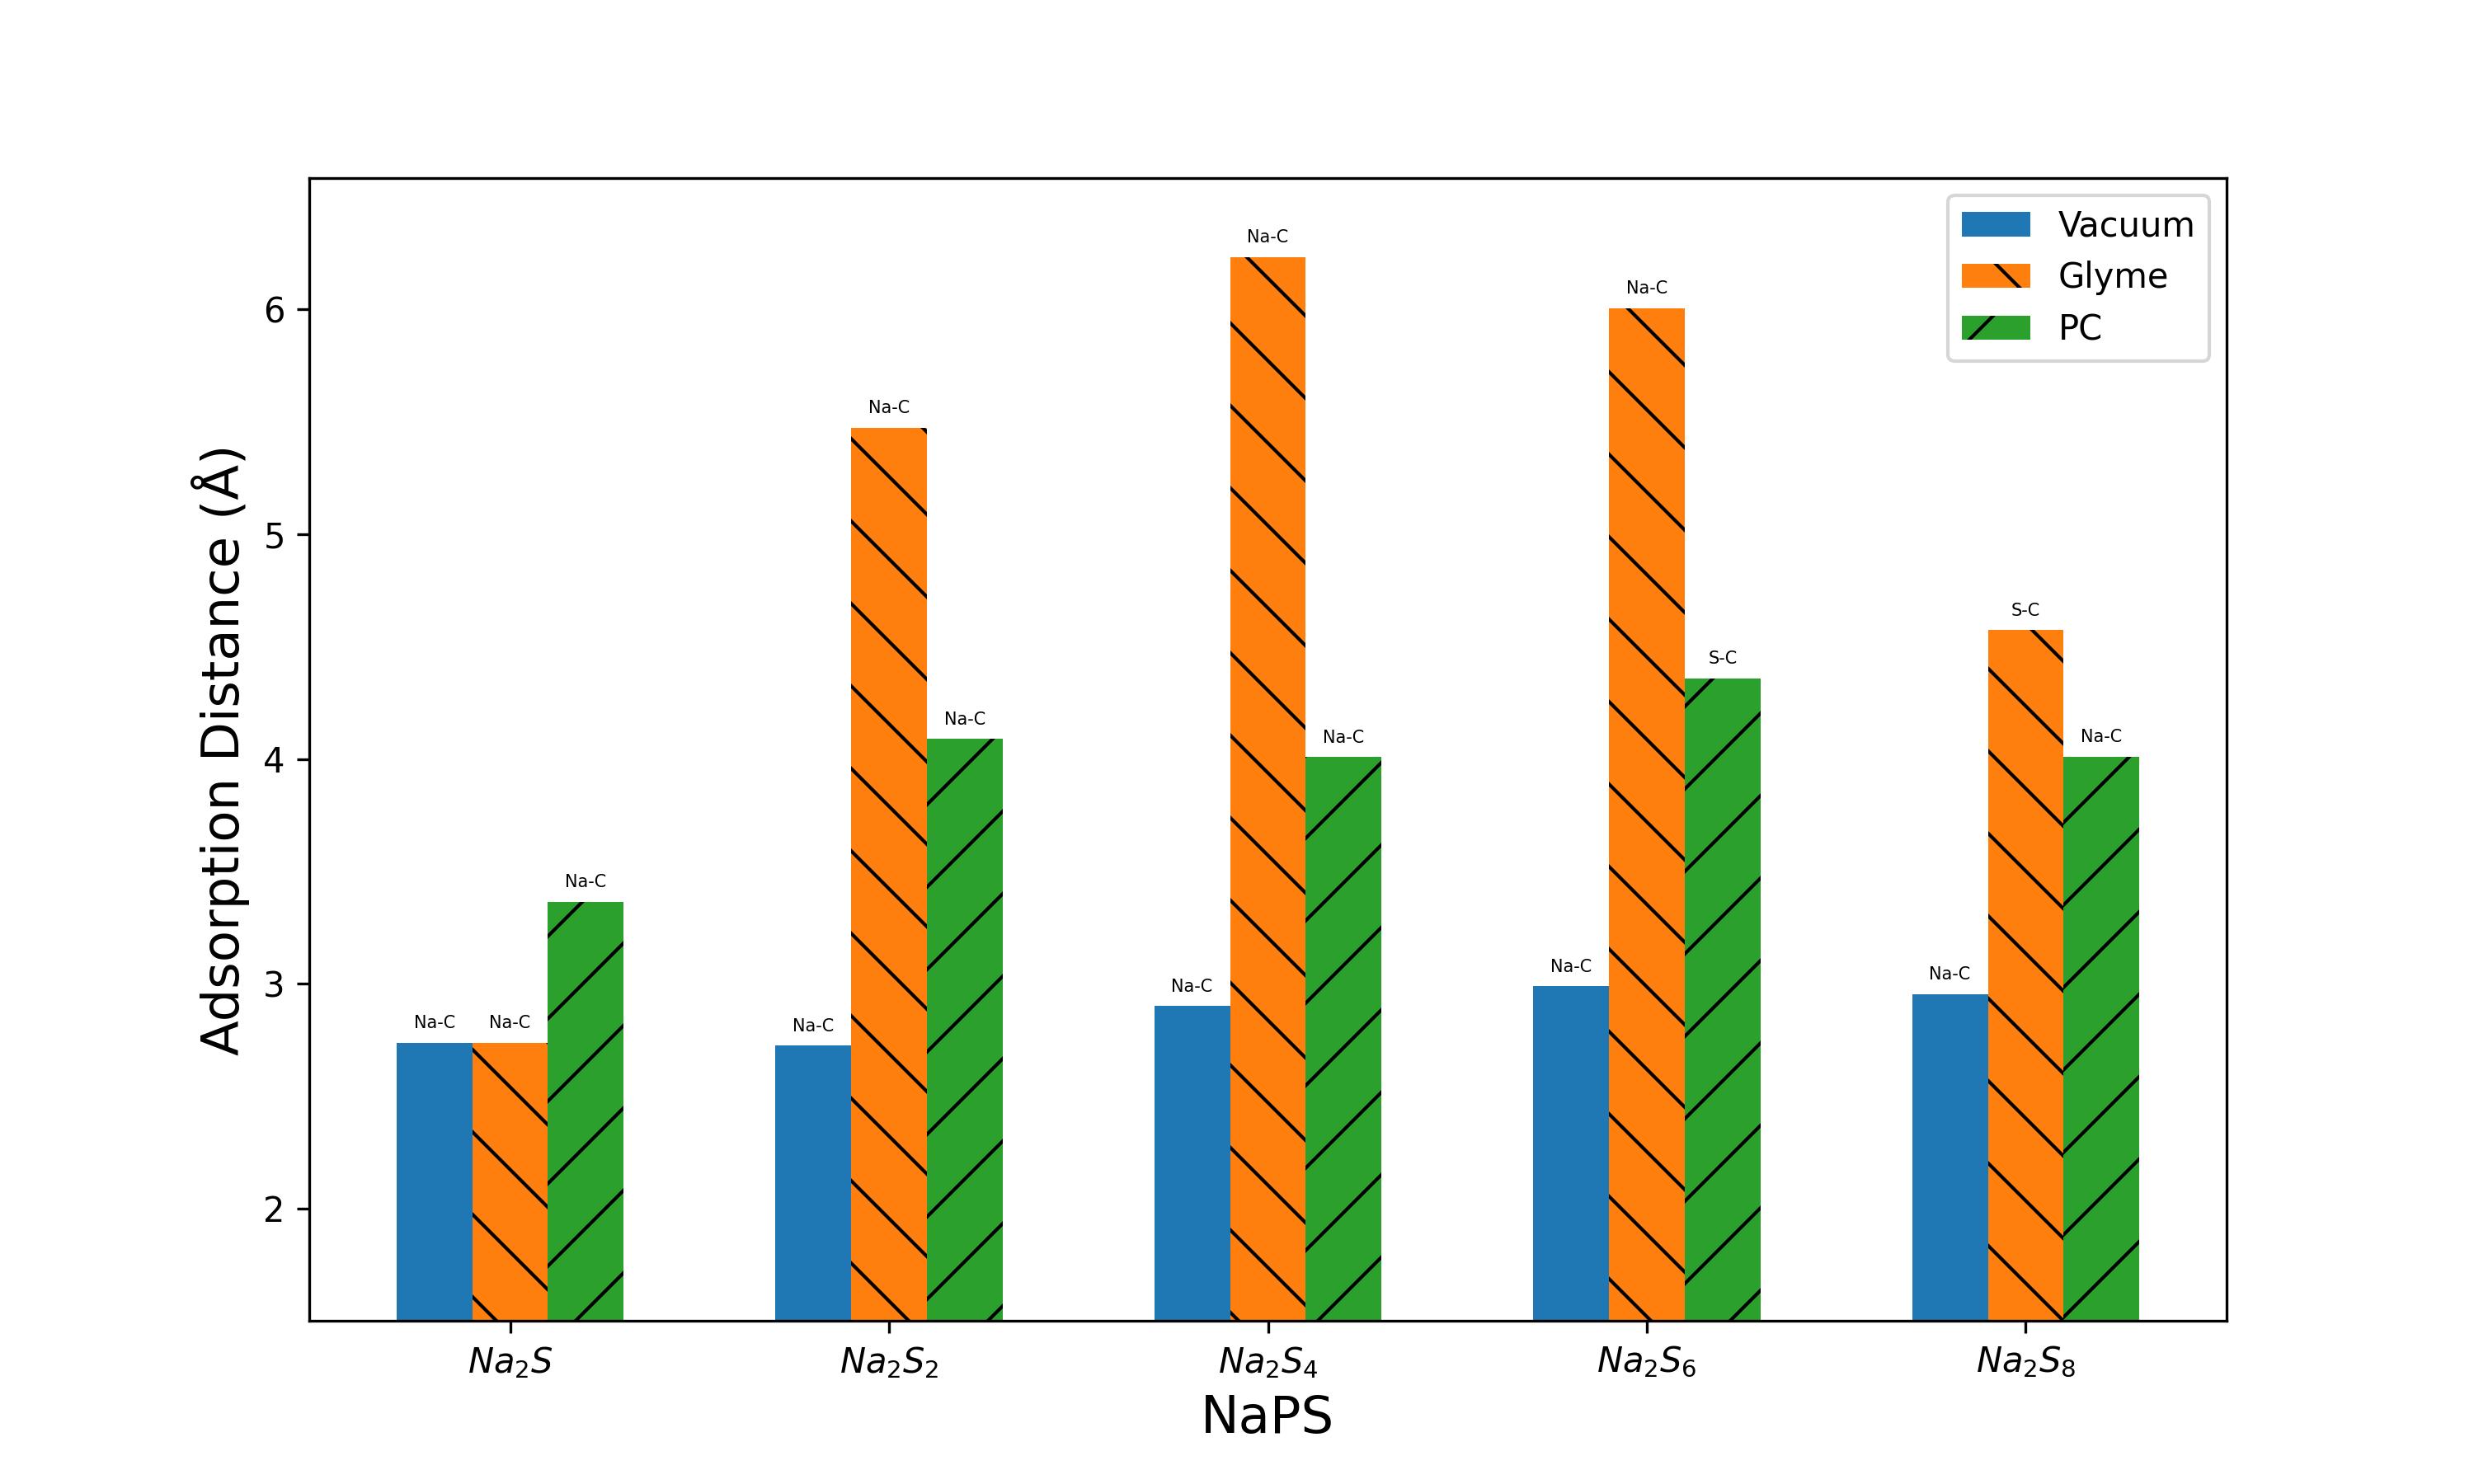 Vacuum
Glyme
PC
Adsorption Distance (Å)
6
5
4
3
2
Na-C
Na-C
Na-C
Na-C
Na-C
Na-C
Na-C
Na-C
Na-C
Na-C
Na-C
S-C
Na-C
S-C
Na-C
Na₂S
Na₂S₂
Na₂S₄
Na₂S₆
Na₂S₈
NaPS